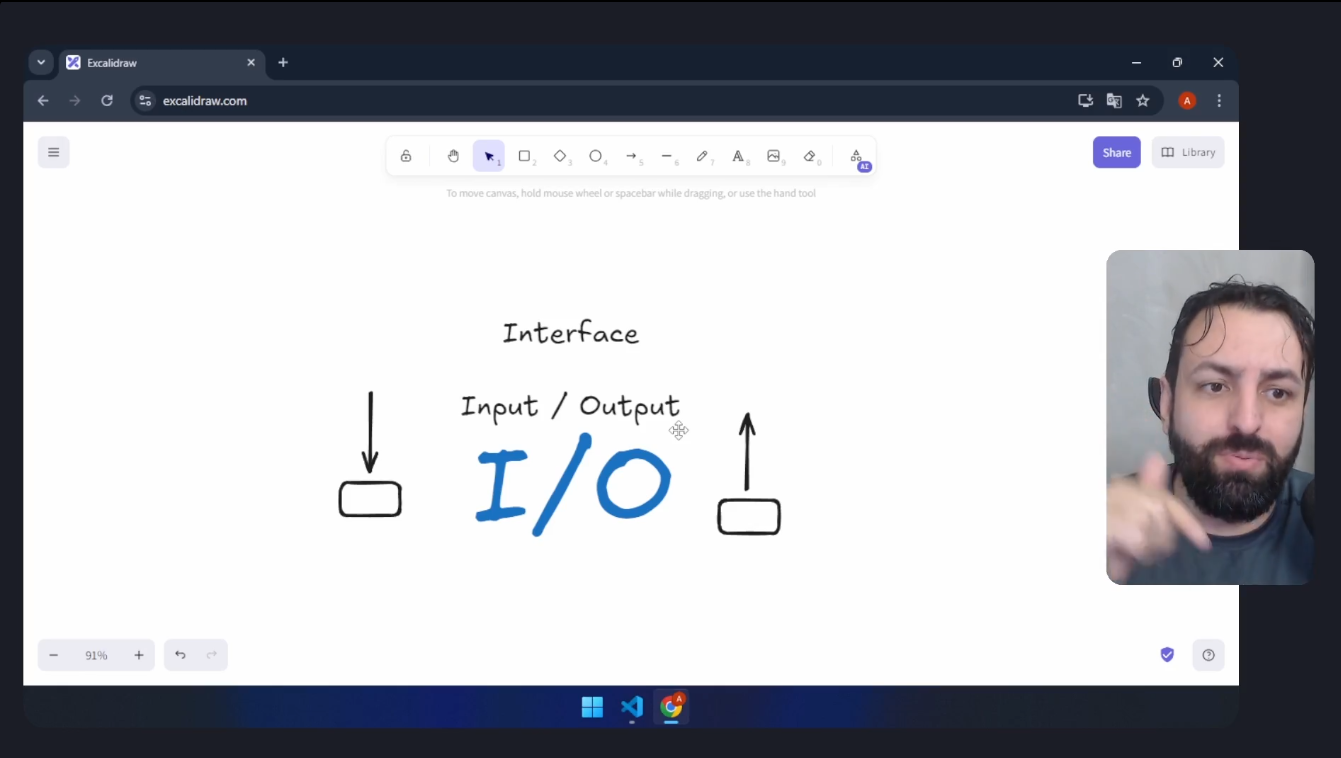 Excalidraw
excalidraw.com
A
1
2
3
4
5
6
7
A
8
9
0
AI
Share
Library
To move canvas, hold mouse wheel or spacebar while dragging, or use the hand tool
Interface
Input / Output
I/O
91%
A